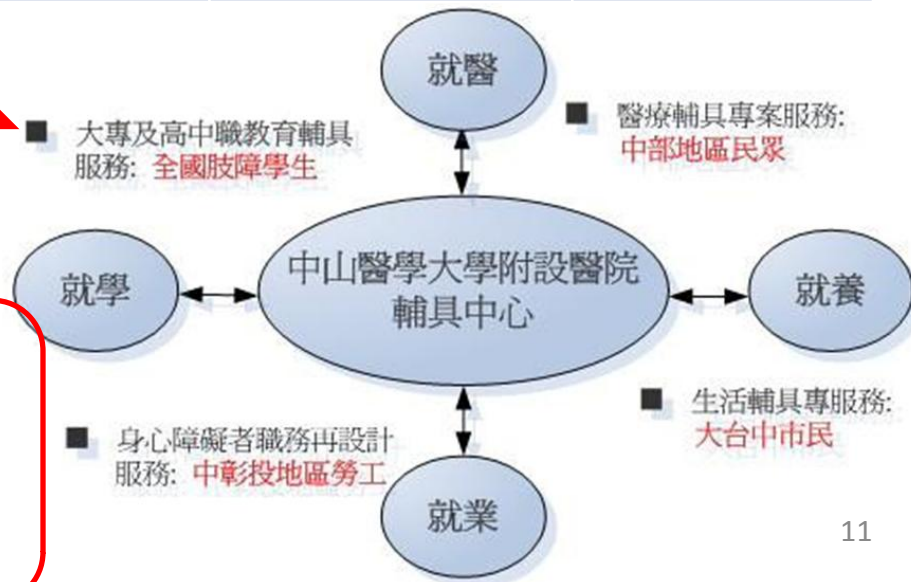 就醫
■ 大專及高中職教育輔具
服務: 全國肢障學生
■ 醫療輔具專案服務:
中部地區民眾
就學
中山醫學大學附設醫院
輔具中心
就養
■ 身心障礙者職務再設計
服務: 中彰投地區勞工
■ 生活輔具專服務:
大台中市民
就業
11